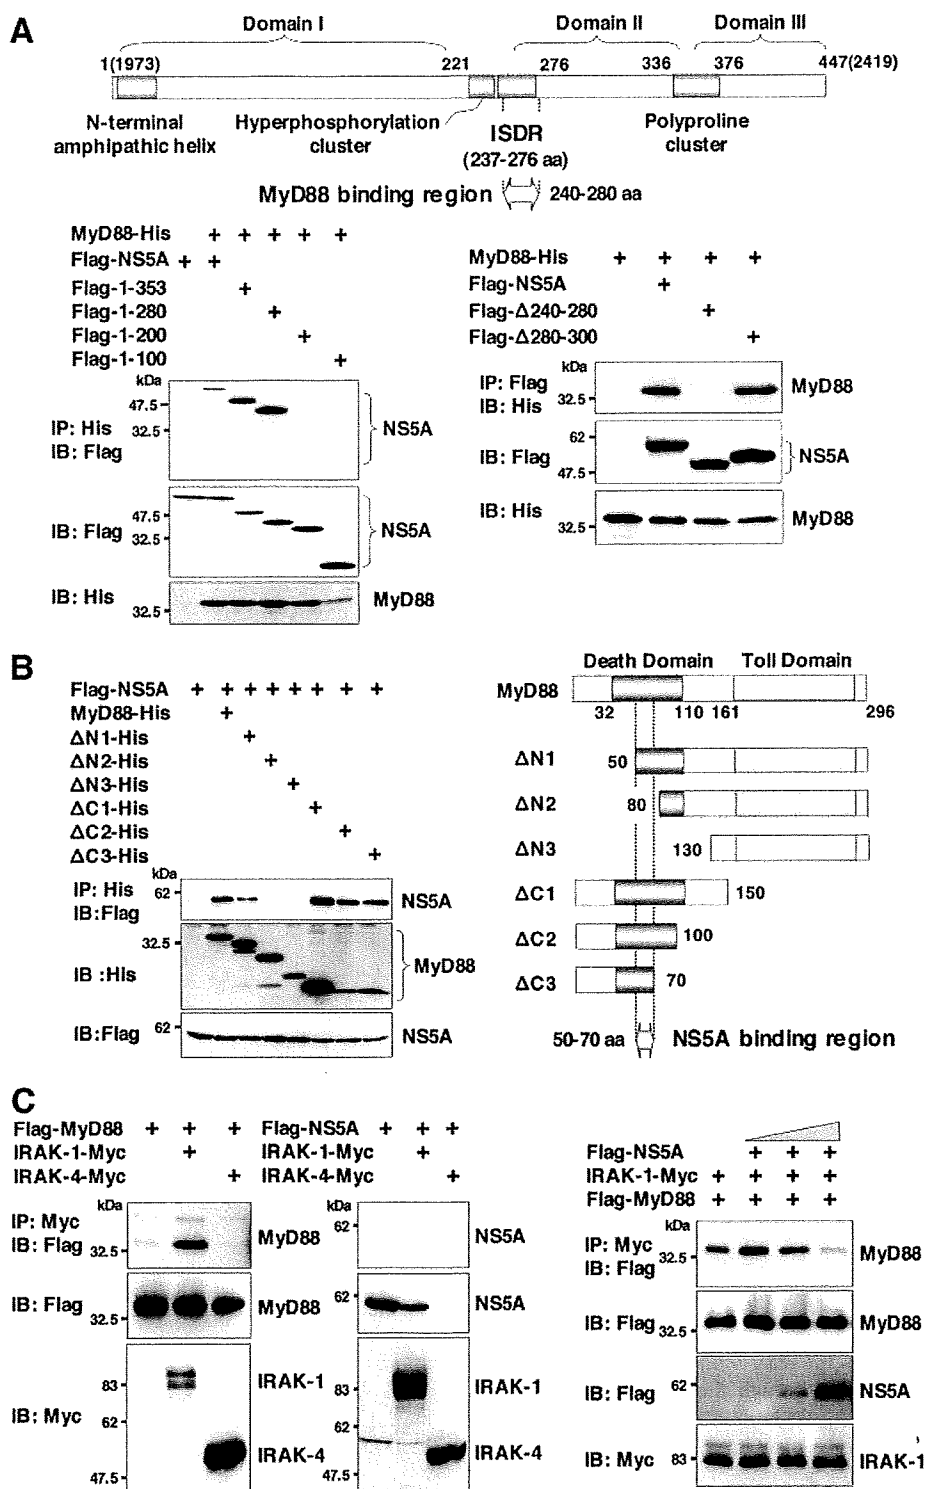 A
Domain I Domain II Domain III
1(1973) 221 276 336 376 447(2419)
N-terminal
amphipathic helix
Hyperphosphorylation
cluster
ISDR
(237-276 aa)
Polyproline
cluster
MyD88 binding region 240-280 aa
MyD88-His + + + + +
Flag-NS5A + +
Flag-1-353 +
Flag-1-280 +
Flag-1-200 +
Flag-1-100 +
kDa
47.5
32.5
IP: His
IB: Flag
NS5A
47.5
32.5
IB: Flag
NS5A
IB: His
32.5
MyD88
MyD88-His + + + +
Flag-NS5A +
Flag-Δ240-280 +
Flag-Δ280-300 +
kDa
IP: Flag
IB: His
32.5
MyD88
62
IB: Flag
47.5
NS5A
IB: His
32.5
MyD88
B
Flag-NS5A + + + + + + + +
MyD88-His +
ΔN1-His +
ΔN2-His +
ΔN3-His +
ΔC1-His +
ΔC2-His +
ΔC3-His +
kDa
IP: His
IB:Flag
62
NS5A
32.5
IB :His
MyD88
IB:Flag
62
NS5A
Death Domain Toll Domain
MyD88
32 110 161 296
ΔN1 50
ΔN2 80
ΔN3 130
ΔC1 150
ΔC2 100
ΔC3 70
50-70 aa NS5A binding region
C
Flag-MyD88 + + +
IRAK-1-Myc +
IRAK-4-Myc +
kDa
IP: Myc
IB: Flag
32.5
MyD88
IB: Flag
32.5
MyD88
IB: Myc
83
62
47.5
IRAK-1
IRAK-4
Flag-NS5A + + +
IRAK-1-Myc +
IRAK-4-Myc +
kDa
62
NS5A
62
NS5A
83
62
47.5
IRAK-1
IRAK-4
Flag-NS5A + + +
IRAK-1-Myc + + + +
Flag-MyD88 + + + +
kDa
IP: Myc
IB: Flag
32.5
MyD88
IB: Flag
32.5
MyD88
IB: Flag
62
NS5A
IB: Myc
83
IRAK-1